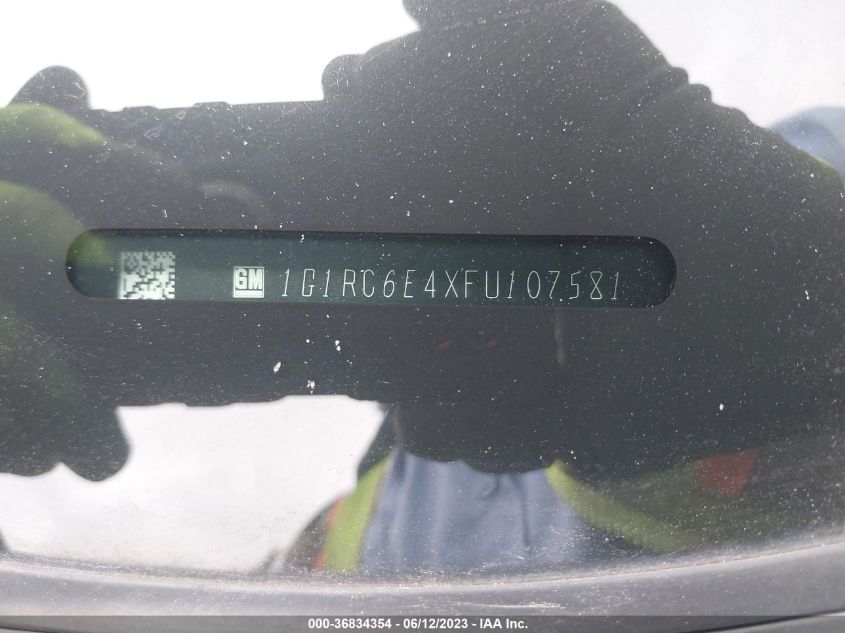 GM 1G1RC6E4XFU107581
000-36834354 - 06/12/2023 - IAA Inc.